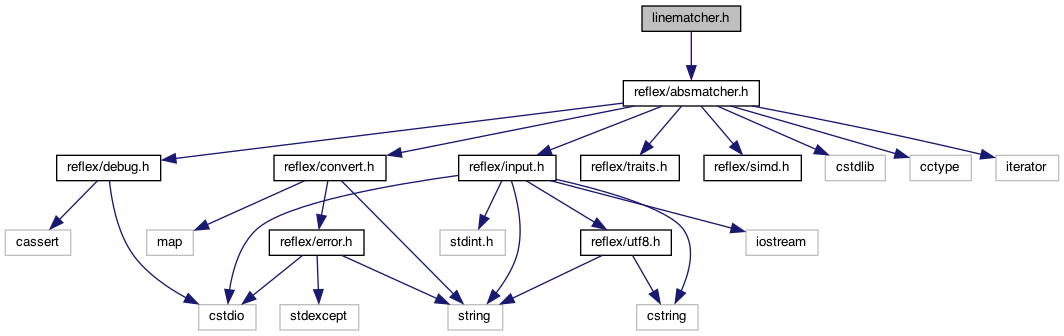 linematcher.h
reflex/absmatcher.h
reflex/debug.h
reflex/convert.h
reflex/input.h
reflex/traits.h
reflex/simd.h
cstdlib
cctype
iterator
cassert
map
reflex/error.h
stdint.h
reflex/utf8.h
iostream
cstdio
stdexcept
string
cstring